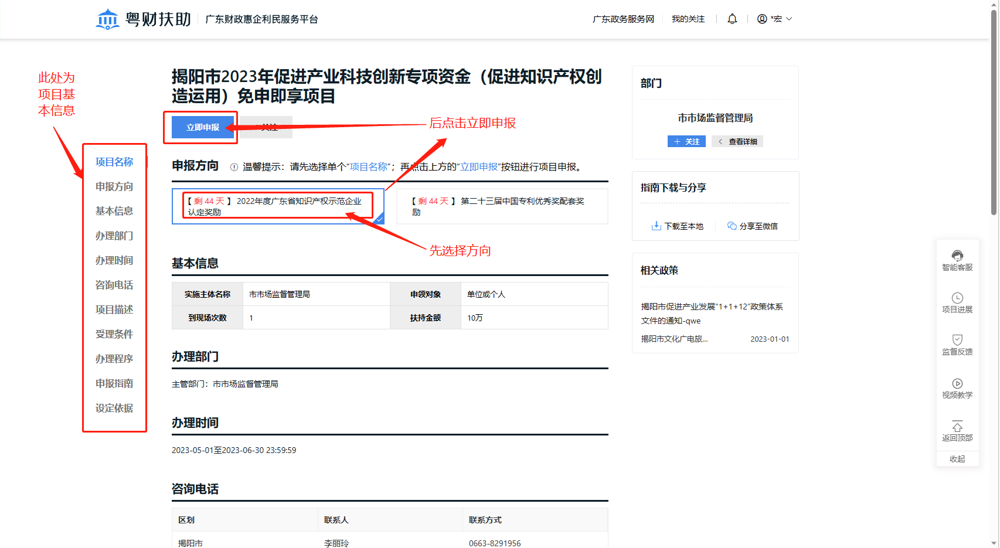 粤财扶助
广东财政惠企利民服务平台
广东政务服务网
我的关注
*宏
此处为
项目基
本信息
项目名称
申报方向
基本信息
办理部门
办理时间
咨询电话
项目描述
受理条件
办理程序
申报指南
设定依据
揭阳市2023年促进产业科技创新专项资金（促进知识产权创
造运用）免申即享项目
立即申报
关注
后点击立即申报
申报方向
温馨提示：请先选择单个“项目名称”；再点击上方的“立即申报”按钮进行项目申报。
【 剩 44 天 】 2022年度广东省知识产权示范企业
认定奖励
【 剩 44 天 】 第二十三届中国专利优秀奖配套奖
励
先选择方向
基本信息
实施主体名称 市市场监督管理局 申领对象 单位或个人
到现场次数 1 扶持金额 10万
办理部门
主管部门：市市场监督管理局
办理时间
2023-05-01至2023-06-30 23:59:59
咨询电话
区划 联系人 联系方式
揭阳市 李丽玲 0663-8291956
部门
市市场监督管理局
关注
查看详细
指南下载与分享
下载至本地
分享至微信
相关政策
揭阳市促进产业发展"1+1+12"政策体系
文件的通知-qwe
揭阳市文化广电旅... 2023-01-01
智能客服
项目进展
监督反馈
视频教学
返回顶部
收起